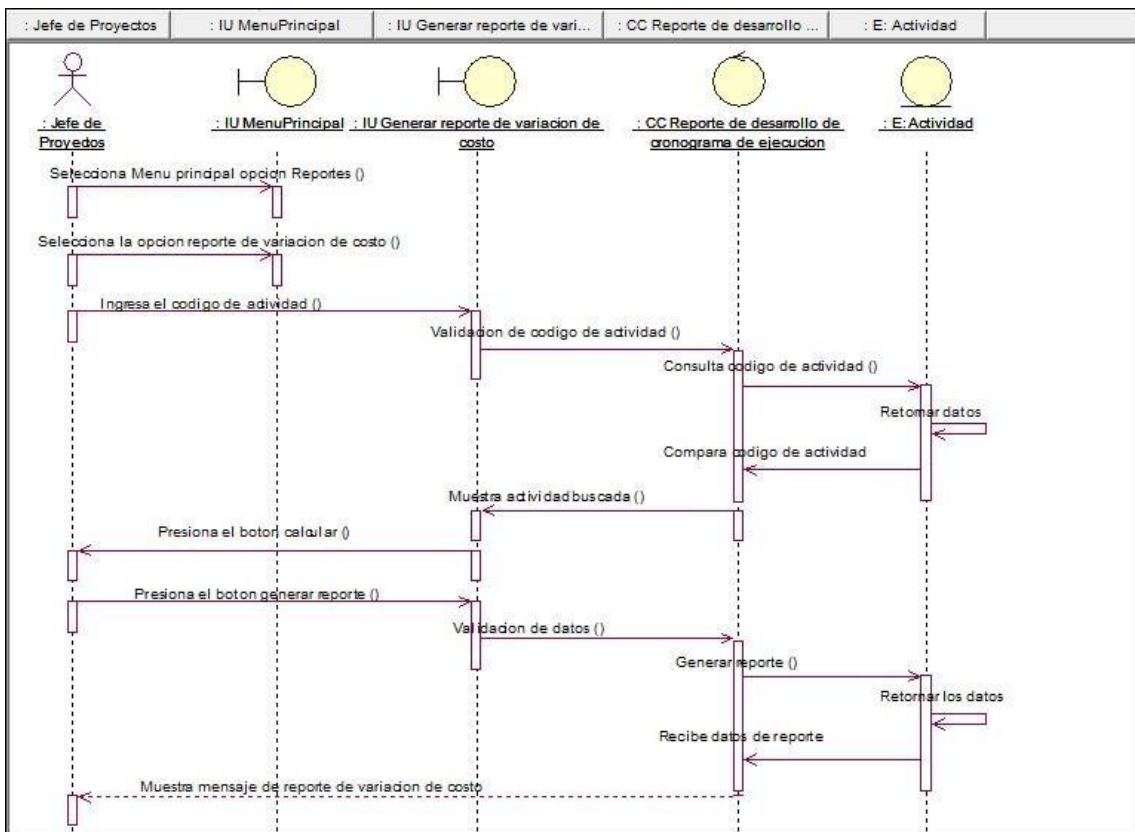 : Jefe de Proyectos
: IU MenuPrincipal
: IU Generar reporte de vari...
: CC Reporte de desarrollo ...
: E: Actividad
: Jefe de
Proyectos
: IU MenuPrincipal
: IU Generar reporte de variacion de
costo
: CC Reporte de desarrollo de
cronograma de ejecucion
: E: Actividad
Selecciona Menu principal opcion Reportes ()
Selecciona la opcion reporte de variacion de costo ()
Ingresa el codigo de actividad ()
Validacion de codigo de actividad ()
Consulta codigo de actividad ()
Retornar datos
Compara codigo de actividad
Muestra actividad buscada ()
Presiona el boton calcular ()
Presiona el boton generar reporte ()
Validacion de datos ()
Generar reporte ()
Retornar los datos
Recibe datos de reporte
Muestra mensaje de reporte de variacion de costo